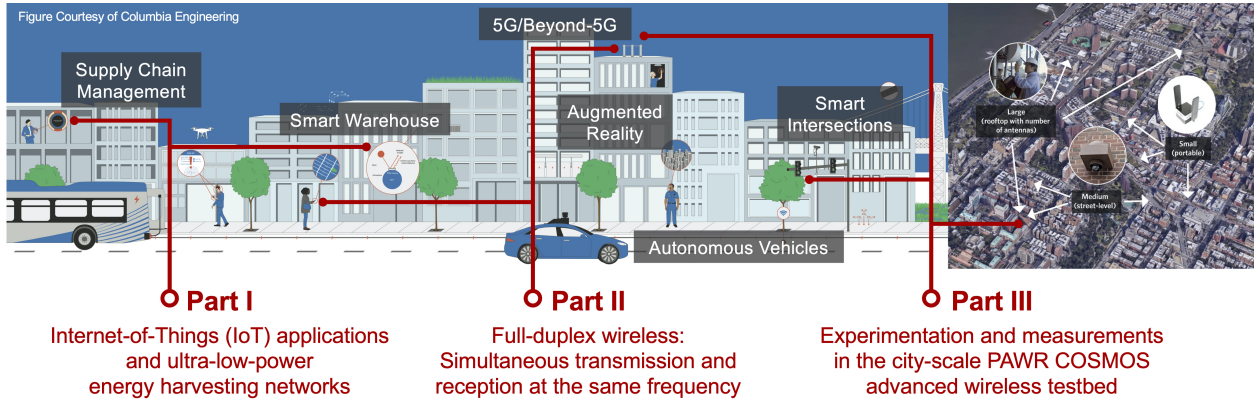 Figure Courtesy of Columbia Engineering
5G/Beyond-5G
Supply Chain
Management
Smart Warehouse
Augmented
Reality
Smart
Intersections
Autonomous Vehicles
Large
(rooftop with number
of antennas)
Small
(portable)
Medium
(street-level)
Part I
Internet-of-Things (IoT) applications
and ultra-low-power
energy harvesting networks
Part II
Full-duplex wireless:
Simultaneous transmission and
reception at the same frequency
Part III
Experimentation and measurements
in the city-scale PAWR COSMOS
advanced wireless testbed